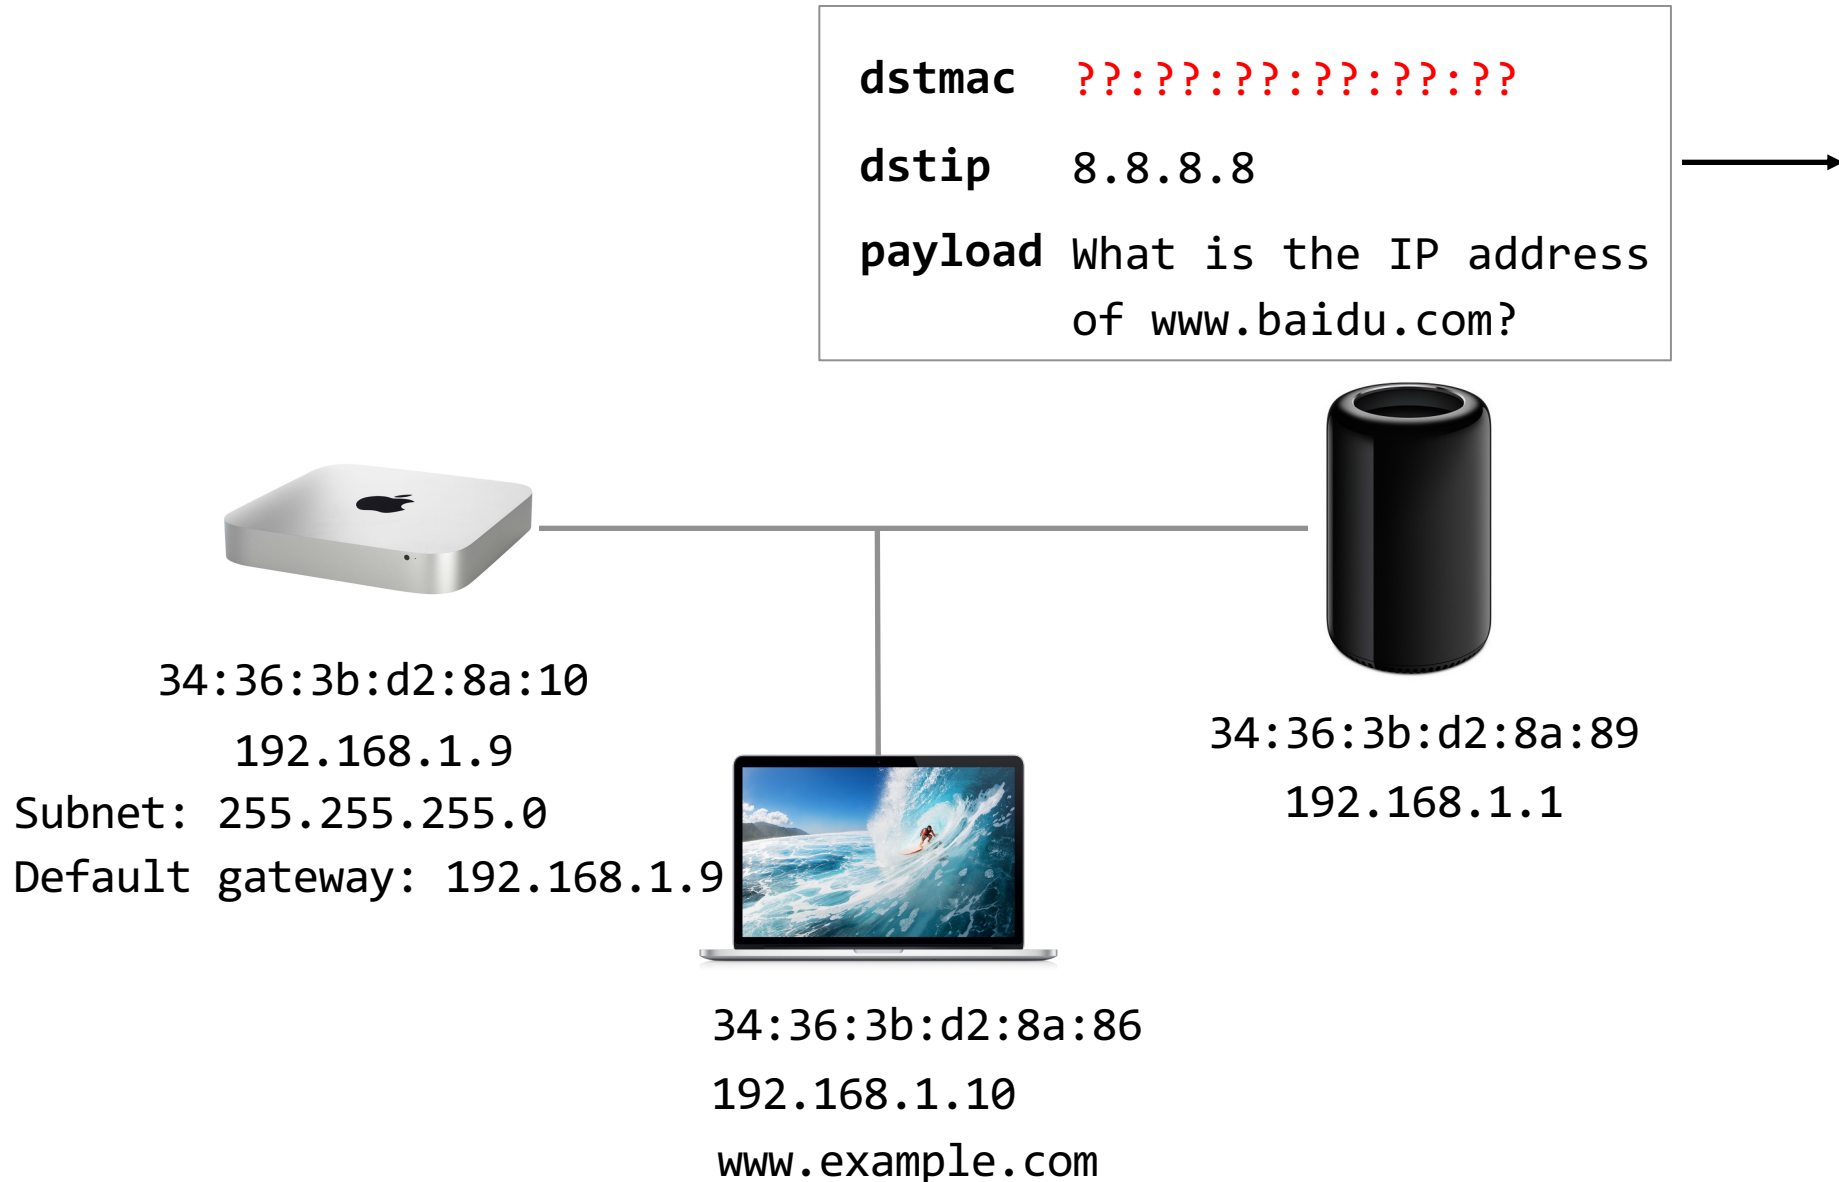 dstmac ??:??:??:??:??:??
dstip 8.8.8.8
payload What is the IP address
of www.baidu.com?
34:36:3b:d2:8a:10
192.168.1.9
Subnet: 255.255.255.0
Default gateway: 192.168.1.9
34:36:3b:d2:8a:89
192.168.1.1
34:36:3b:d2:8a:86
192.168.1.10
www.example.com